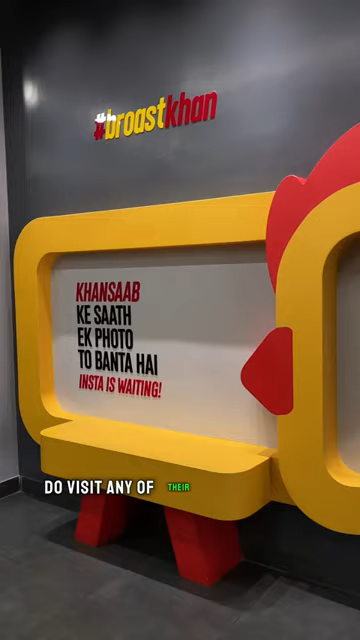 #broastkhan
KHANSAAB
KE SAATH
EK PHOTO
TO BANTA HAI
INSTA IS WAITING!
DO VISIT ANY OF THEIR